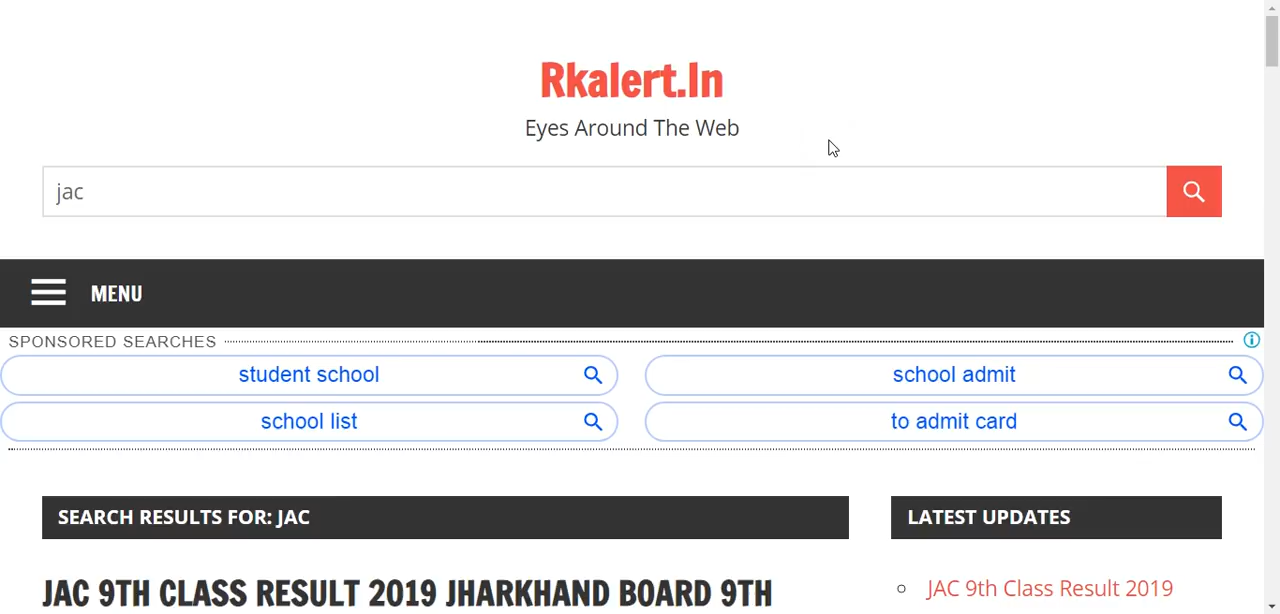 Rkalert.In
Eyes Around The Web
jac
MENU
SPONSORED SEARCHES
student school
school admit
school list
to admit card
SEARCH RESULTS FOR: JAC
LATEST UPDATES
JAC 9TH CLASS RESULT 2019 JHARKHAND BOARD 9TH
JAC 9th Class Result 2019